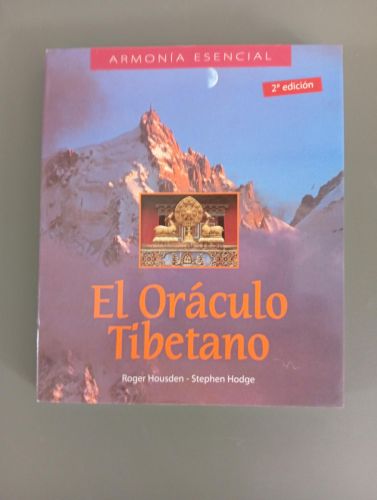 ARMONÍA ESENCIAL
2ª edición
El Oráculo
Tibetano
Roger Housden - Stephen Hodge